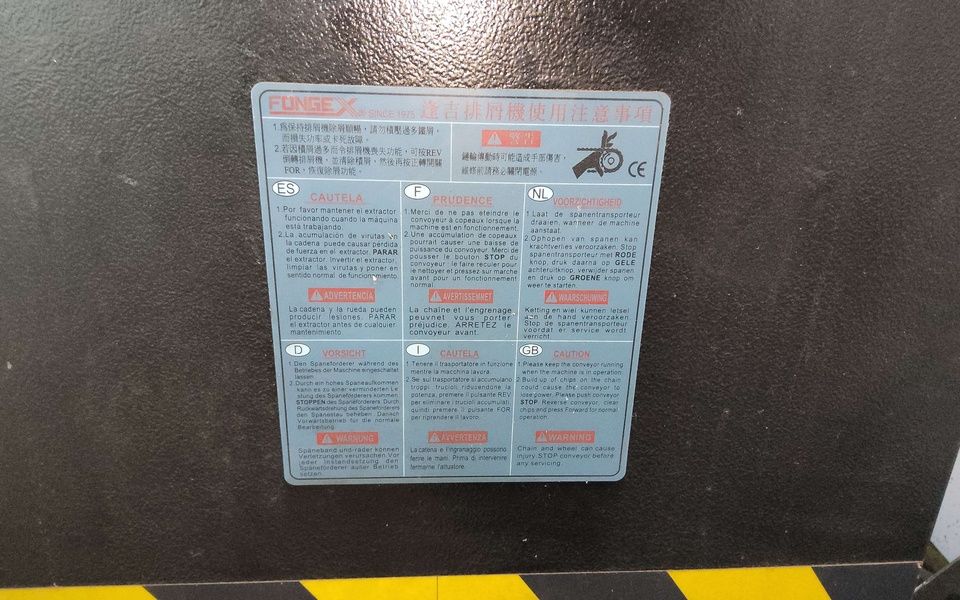 FONGEX® SINCE 1975 逢吉排屑機使用注意事項
1.為保持排屑機除屑順暢，請勿積壓過多鐵屑，
而損失功率或卡死故障。
2.若因積屑過多而令排屑機喪失功能，可按REV
倒轉排屑機，並清除積屑，然後再按正轉開關
FOR，恢復除屑功能。
警告
鏈輪傳動時可能造成手部傷害，
維修前請務必關閉電源。
CE
ES
CAUTELA
1.Por favor mantener el extractor
funcionando cuando la maquina
está trabajando.
2.La acumulación de virutas en
la cadena puede causar pérdida
de fuerza en el extractor, PARAR
el extractor. Invertir el extractor,
limpiar las virutas y poner en
sentido normal de funcionamiento
ADVERTENCIA
La cadena y la rueda pueden
producir lesiones. PARAR
el extractor antes de cualquier
mantenimiento
F
PRUDENCE
1.Merci de ne pas éteindre le
convoyeur à copeaux lorsque la
machine est en fonctionnement.
2.Une accumulation de copeaux
pourrait causer une baisse de
puissance du convoyeur. Merci de
pousser le bouton STOP du
convoyeur : le faire reculer pour
le nettoyer et pressez sur marche
avant pour un fonctionnement
normal.
AVERTISSEMNET
La chaîne et l'engrenage
peuvnet vous porter
préjudice. ARRETEZ le
convoyeur avant.
NL
VOORZICHTIGHEID
1. Laat de spanentransporteur
draaien, wanneer de machine
aanstaat.
2.Ophopen van spanen kan
krachtverlies veroorzaken. Stop
spanentransporteur met RODE
knop, druk daarna op GELE
achteruitknop, verwijder spanen
en druk op GROENE knop om
weer te starten.
WAARSCHUWING
Ketting en wiel kunnen letsel
aan de hand veroorzaken.
Stop de spanentransporteur
voordat er service wordt
verricht.
D
VORSICHT
1.Den Späneförderer während des
Betriebes der Maschine eingeschaltet
lassen
2.Durch ein hohes Späneaufkommen
kann es zu einer verminderten Le
istung des Späneförderers kommen.
STOPPEN des Späneförderers. Durch
Rückwärtsdrehung des Späneförderers
den Spänestau beheben. Danach
Vorwärtsbetrieb für die normale
Bearbeitung.
WARNUNG
Späneband und-räder können
Verletzungen verursachen.Vor
jeder Instandsetzung den
Späneförderer außer Betrieb
setzen.
I
CAUTELA
1. Tenere il trasportatore in funzione
mentre la macchina lavora.
2. Se sul trasportatore si accumulano
troppi trucioli riducendone la
potenza, premere il pulsante REV
per eliminare i trucioli accumulati,
quindi premere il pulsante FOR
per riprendere il lavoro.
AVVERTENZA
La catena e l'ingranaggio possono
ferire le mani. Prima di intervenire
fermarne l'attuatore.
GB
CAUTION
1.Please keep the conveyor running
when the machine is in operation.
2.Build up of chips on the chain
could cause the conveyor to
lose power. Please push conveyor
STOP. Reverse conveyor, clear
chips and press Forward for normal
operation.
WARNING
Chain and wheel can cause
injury.STOP conveyor before
any servicing.